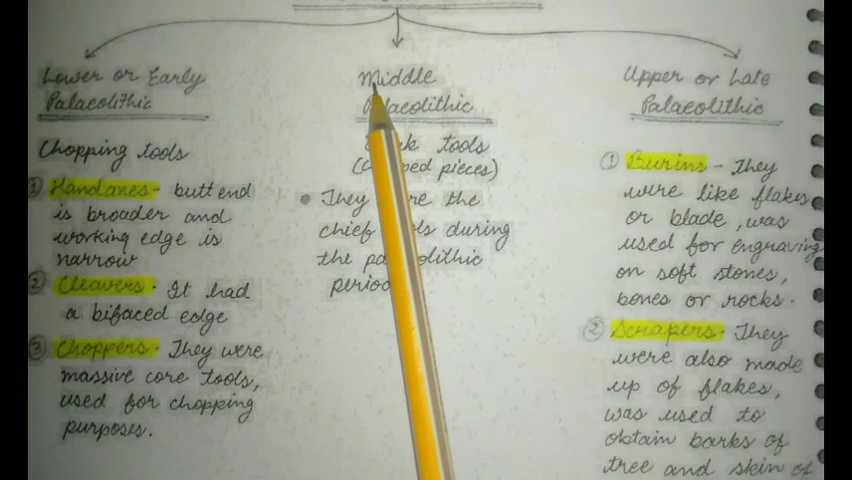 Lower or Early
Palaeolithic
Chopping tools
① Handaxes - butt end
is broader and
working edge is
narrow
② Cleavers - It had
a bifaced edge
③ Choppers - They were
massive core tools,
used for chopping
purposes.
Middle
Palaeolithic
tools
pieces)
They the
chief during
the
period
Upper or Late
Palaeolithic
① Burins - They
were like flakes
or blade, was
used for engraving
on soft stones,
bones or rocks.
② Scrapers - They
were also made
up of flakes,
was used to
obtain barks of
tree and skin of